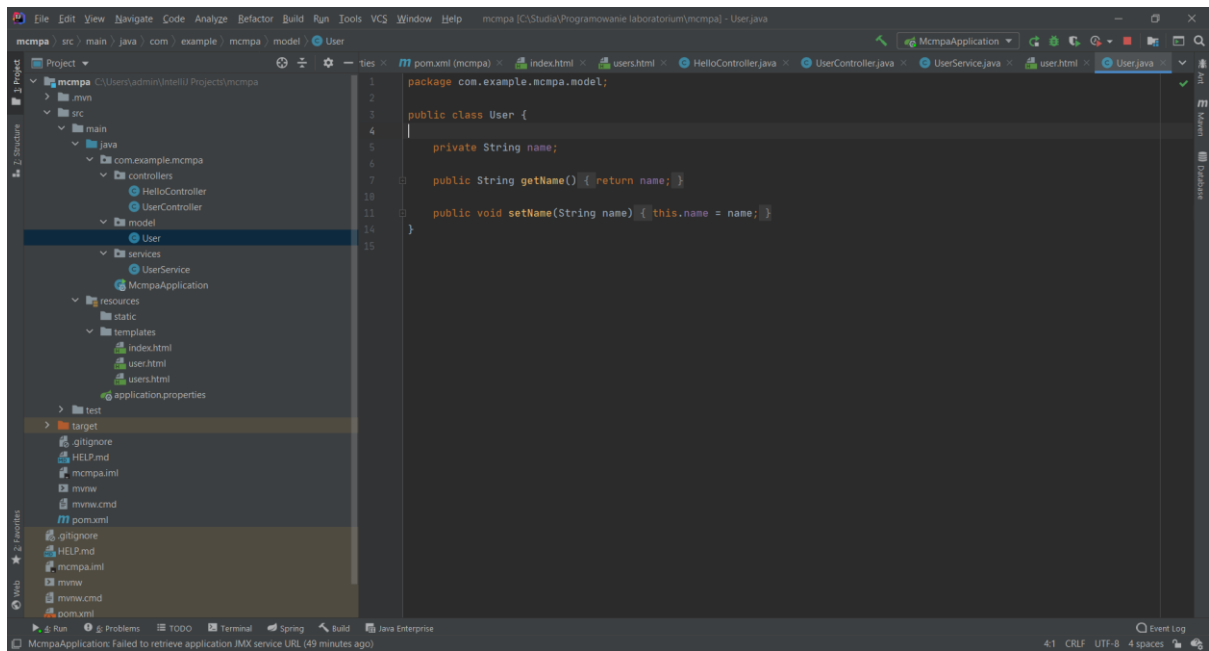 File Edit View Navigate Code Analyze Refactor Build Run Tools VCS Window Help mcmpa [C:\Studia\Programowanie laboratorium\mcmpa] - User.java
mcmpa src main java com example mcmpa model User McmpaApplication
Project ties pom.xml (mcmpa) index.html users.html HelloController.java UserController.java UserService.java user.html User.java
1: Project
Z: Structure
2: Favorites
Web
mcmpa C:\Users\admin\IntelliJ Projects\mcmpa
.mvn
src
main
java
com.example.mcmpa
controllers
HelloController
UserController
model
User
services
UserService
McmpaApplication
resources
static
templates
index.html
user.html
users.html
application.properties
test
target
.gitignore
HELP.md
mcmpa.iml
mvnw
mvnw.cmd
pom.xml
.gitignore
HELP.md
mcmpa.iml
mvnw
mvnw.cmd
pom.xml
1 package com.example.mcmpa.model;
2
3 public class User {
4
5 private String name;
6
7 public String getName() { return name; }
10
11 public void setName(String name) { this.name = name; }
14 }
15
Ant
Maven
Database
4: Run 6: Problems TODO Terminal Spring Build Java Enterprise Event Log
McmpaApplication: Failed to retrieve application JMX service URL (49 minutes ago) 4:1 CRLF UTF-8 4 spaces